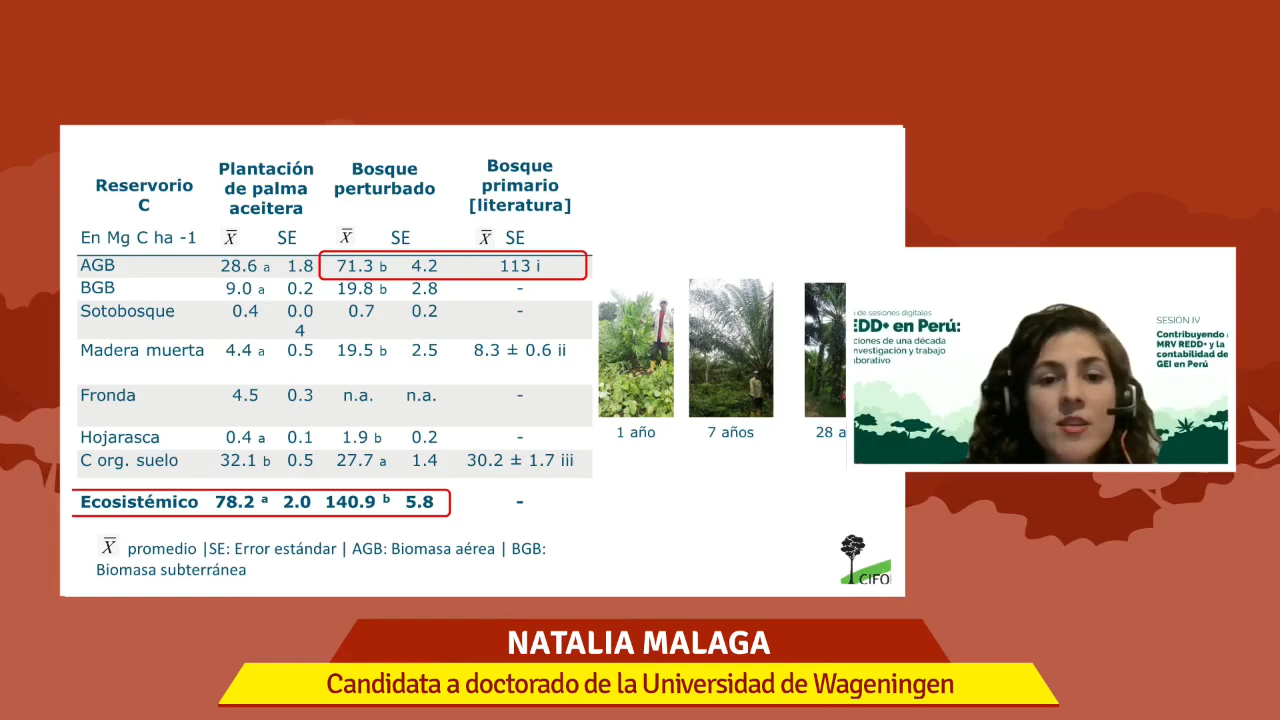 Reservorio C
Plantación de palma aceitera
Bosque perturbado
Bosque primario [literatura]
En Mg C ha -1 X̅ SE X̅ SE X̅ SE
AGB 28.6 a 1.8 71.3 b 4.2 113 i
BGB 9.0 a 0.2 19.8 b 2.8 -
Sotobosque 0.4 0.04 0.7 0.2 -
Madera muerta 4.4 a 0.5 19.5 b 2.5 8.3 ± 0.6 ii
Fronda 4.5 0.3 n.a. n.a. -
Hojarasca 0.4 a 0.1 1.9 b 0.2 -
C org. suelo 32.1 b 0.5 27.7 a 1.4 30.2 ± 1.7 iii
Ecosistémico 78.2 a 2.0 140.9 b 5.8 -
X̅ promedio |SE: Error estándar | AGB: Biomasa aérea | BGB:
Biomasa subterránea
1 año
7 años
28 a
CIFO
de sesiones digitales
EDD+ en Perú:
ciones de una década
investigación y trabajo
aborativo
SESIÓN IV
Contribuyendo
MRV REDD+ y la
contabilidad de
GEI en Perú
NATALIA MALAGA
Candidata a doctorado de la Universidad de Wageningen